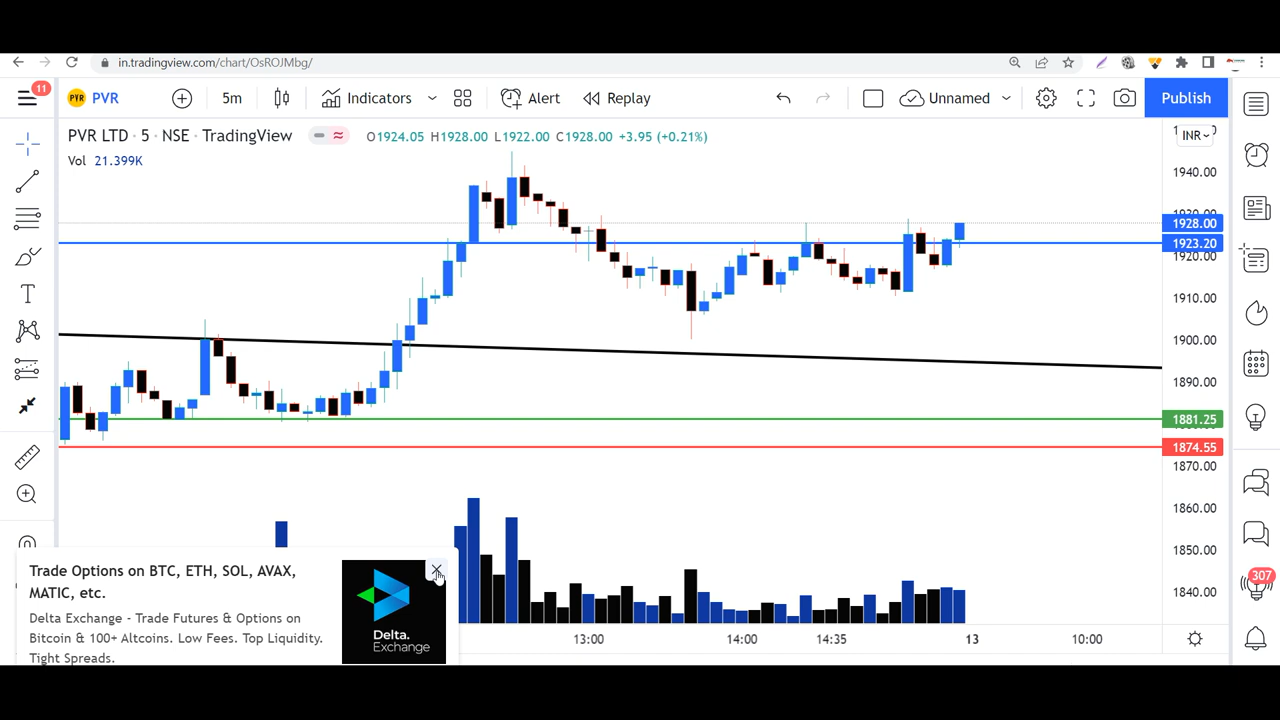 in.tradingview.com/chart/OsROJMbg/
11
PVR
5m
Indicators
Alert
Replay
Unnamed
Publish
PVR LTD · 5 · NSE · TradingView
O1924.05 H1928.00 L1922.00 C1928.00 +3.95 (+0.21%)
INR
Vol 21.399K
1940.00
1928.00
1923.20
1920.00
1910.00
1900.00
1890.00
1881.25
1874.55
1870.00
1860.00
1850.00
1840.00
307
Trade Options on BTC, ETH, SOL, AVAX,
MATIC, etc.
Delta Exchange - Trade Futures & Options on
Bitcoin & 100+ Altcoins. Low Fees. Top Liquidity.
Tight Spreads.
Delta.
Exchange
13:00
14:00
14:35
13
10:00